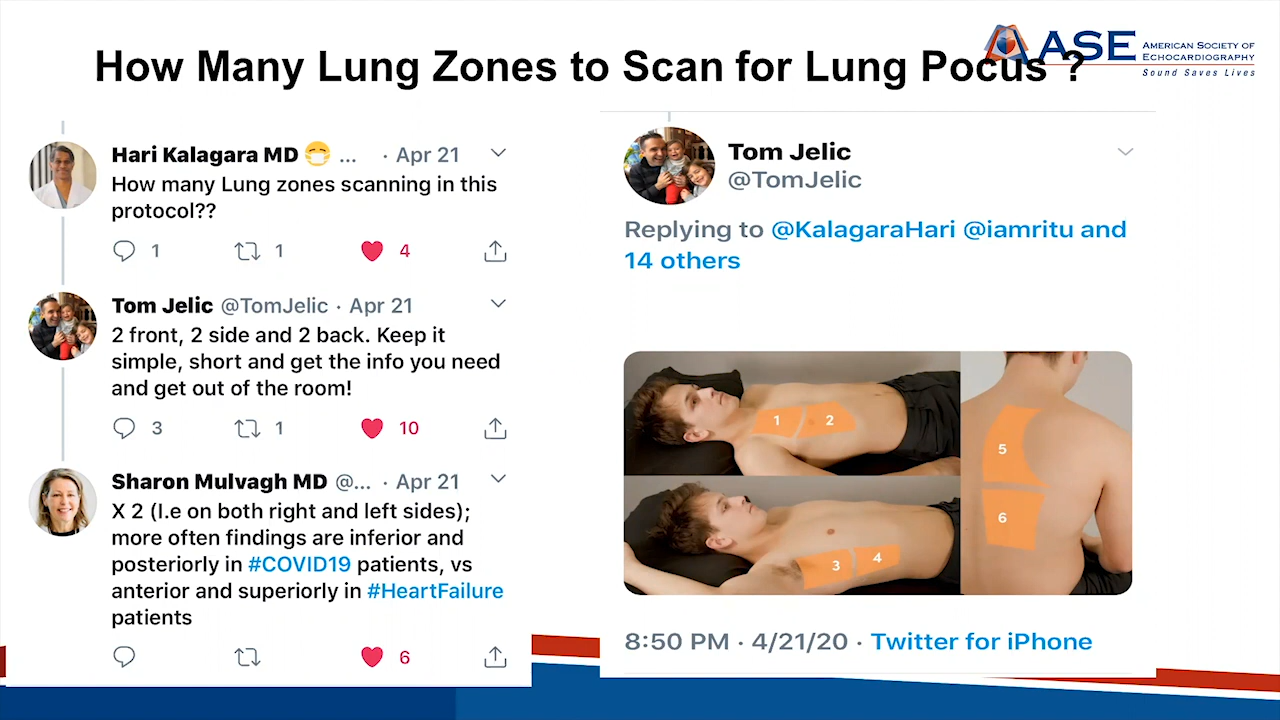 How Many Lung Zones to Scan for Lung Pocus ?
ASE AMERICAN SOCIETY OF
ECHOCARDIOGRAPHY
Sound Saves Lives
Hari Kalagara MD 😷 ... · Apr 21
How many Lung zones scanning in this
protocol??
1 1 4
Tom Jelic @TomJelic · Apr 21
2 front, 2 side and 2 back. Keep it
simple, short and get the info you need
and get out of the room!
3 1 10
Sharon Mulvagh MD @... · Apr 21
X 2 (I.e on both right and left sides);
more often findings are inferior and
posteriorly in #COVID19 patients, vs
anterior and superiorly in #HeartFailure
patients
6
Tom Jelic
@TomJelic
Replying to @KalagaraHari @iamritu and
14 others
1 2
3 4
5
6
8:50 PM · 4/21/20 · Twitter for iPhone